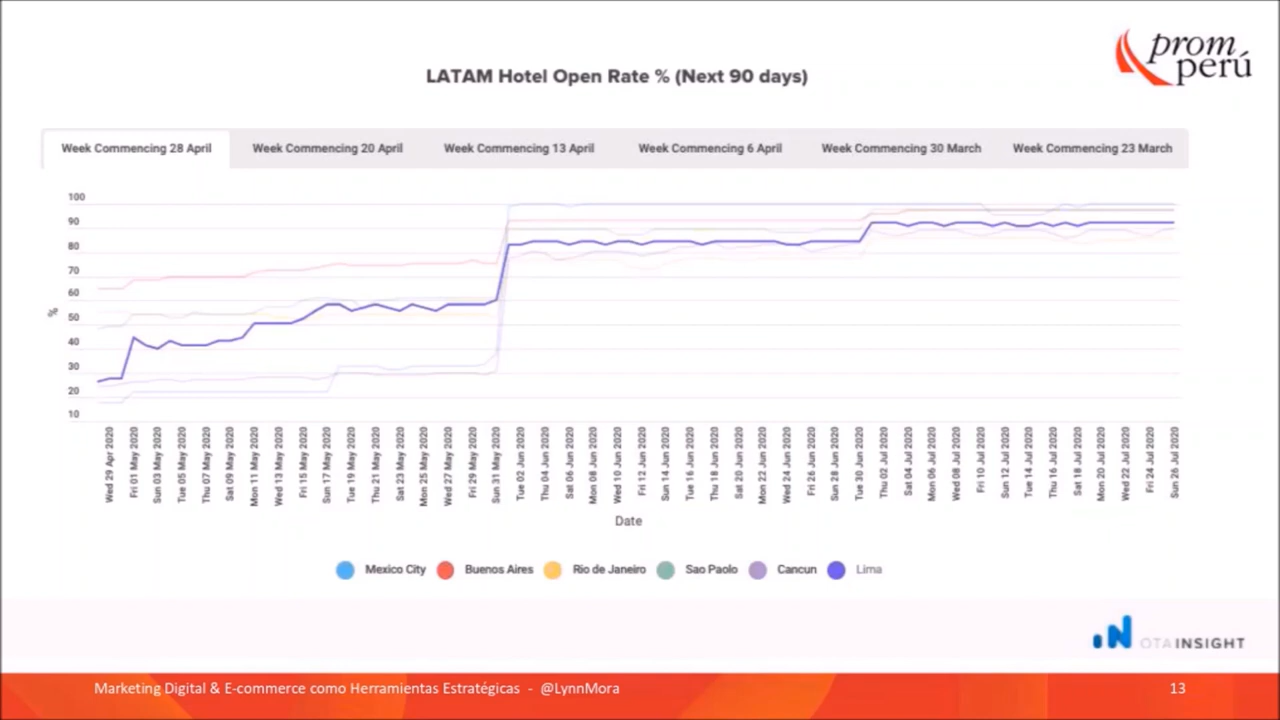 prom
perú
LATAM Hotel Open Rate % (Next 90 days)
Week Commencing 28 April Week Commencing 20 April Week Commencing 13 April Week Commencing 6 April Week Commencing 30 March Week Commencing 23 March
100
90
80
70
60
50
40
30
20
10
%
Wed 29 Apr 2020
Fri 01 May 2020
Sun 03 May 2020
Tue 05 May 2020
Thu 07 May 2020
Sat 09 May 2020
Mon 11 May 2020
Wed 13 May 2020
Fri 15 May 2020
Sun 17 May 2020
Tue 19 May 2020
Thu 21 May 2020
Sat 23 May 2020
Mon 25 May 2020
Wed 27 May 2020
Fri 29 May 2020
Sun 31 May 2020
Tue 02 Jun 2020
Thu 04 Jun 2020
Sat 06 Jun 2020
Mon 08 Jun 2020
Wed 10 Jun 2020
Fri 12 Jun 2020
Sun 14 Jun 2020
Tue 16 Jun 2020
Thu 18 Jun 2020
Sat 20 Jun 2020
Mon 22 Jun 2020
Wed 24 Jun 2020
Fri 26 Jun 2020
Sun 28 Jun 2020
Tue 30 Jun 2020
Thu 02 Jul 2020
Sat 04 Jul 2020
Mon 06 Jul 2020
Wed 08 Jul 2020
Fri 10 Jul 2020
Sun 12 Jul 2020
Tue 14 Jul 2020
Thu 16 Jul 2020
Sat 18 Jul 2020
Mon 20 Jul 2020
Wed 22 Jul 2020
Fri 24 Jul 2020
Sun 26 Jul 2020
Date
Mexico City Buenos Aires Rio de Janeiro Sao Paolo Cancun Lima
OTA INSIGHT
Marketing Digital & E-commerce como Herramientas Estratégicas - @LynnMora 13